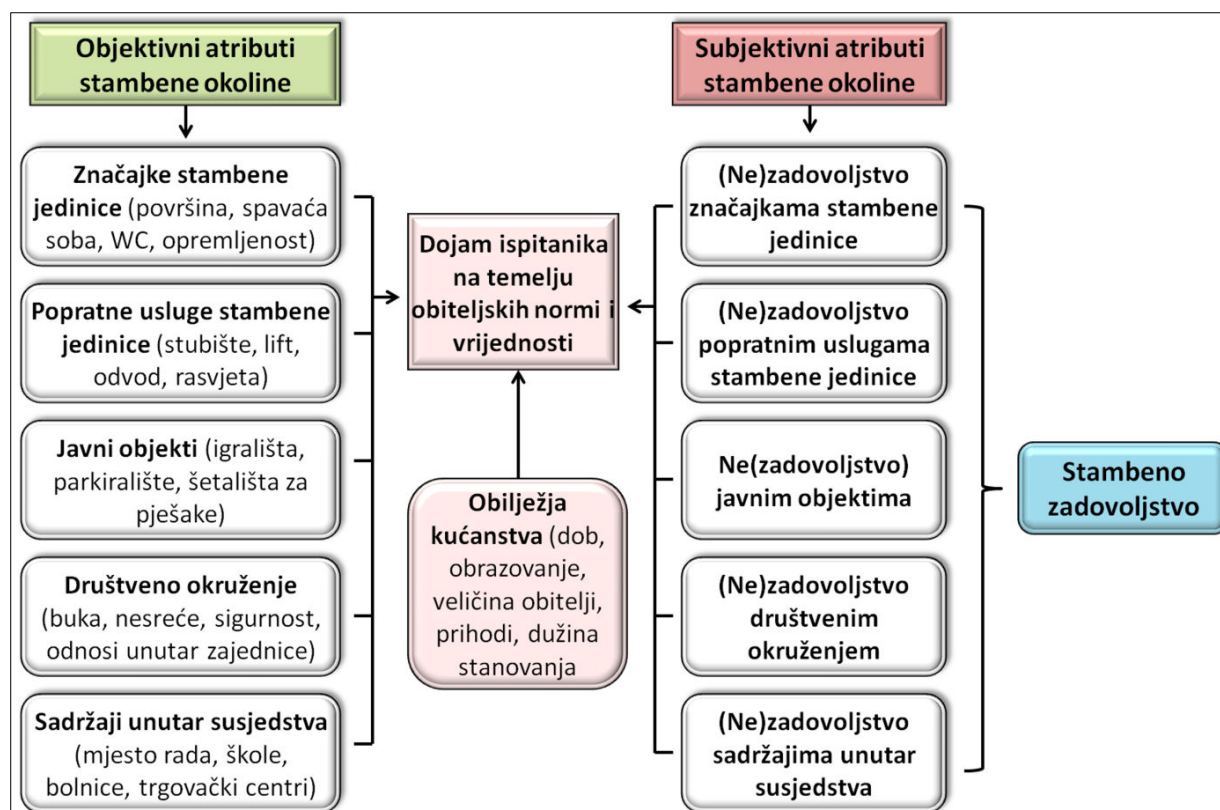 Objektivni atributi
stambene okoline
Značajke stambene
jedinice (površina, spavaća
soba, WC, opremljenost)
Popratne usluge stambene
jedinice (stubište, lift,
odvod, rasvjeta)
Javni objekti (igrališta,
parkiralište, šetališta za
pješake)
Društveno okruženje
(buka, nesreće, sigurnost,
odnosi unutar zajednice)
Sadržaji unutar susjedstva
(mjesto rada, škole,
bolnice, trgovački centri)
Dojam ispitanika
na temelju
obiteljskih normi i
vrijednosti
Obilježja
kućanstva (dob,
obrazovanje,
veličina obitelji,
prihodi, dužina
stanovanja
Subjektivni atributi
stambene okoline
(Ne)zadovoljstvo
značajkama stambene
jedinice
(Ne)zadovoljstvo
popratnim uslugama
stambene jedinice
Ne(zadovoljstvo)
javnim objektima
(Ne)zadovoljstvo
društvenim
okruženjem
(Ne)zadovoljstvo
sadržajima unutar
susjedstva
Stambeno
zadovoljstvo